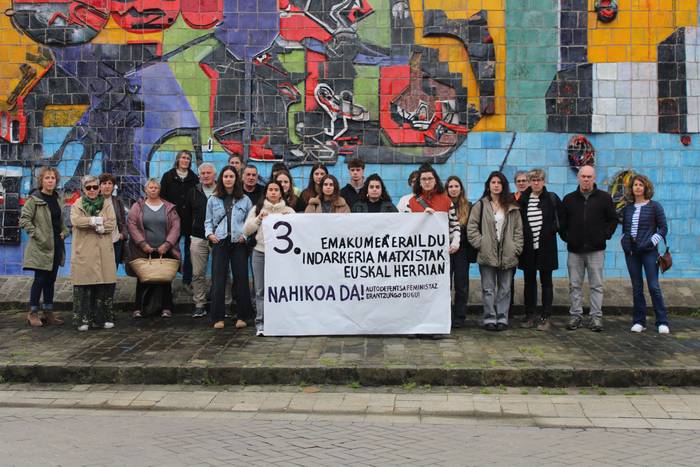 3. EMAKUMEA ERAIL DU
INDARKERIA MATXISTAK
EUSKAL HERRIAN
NAHIKOA DA! AUTODEFENTSA FEMINISTAZ
ERANTZUNGO DUGU!